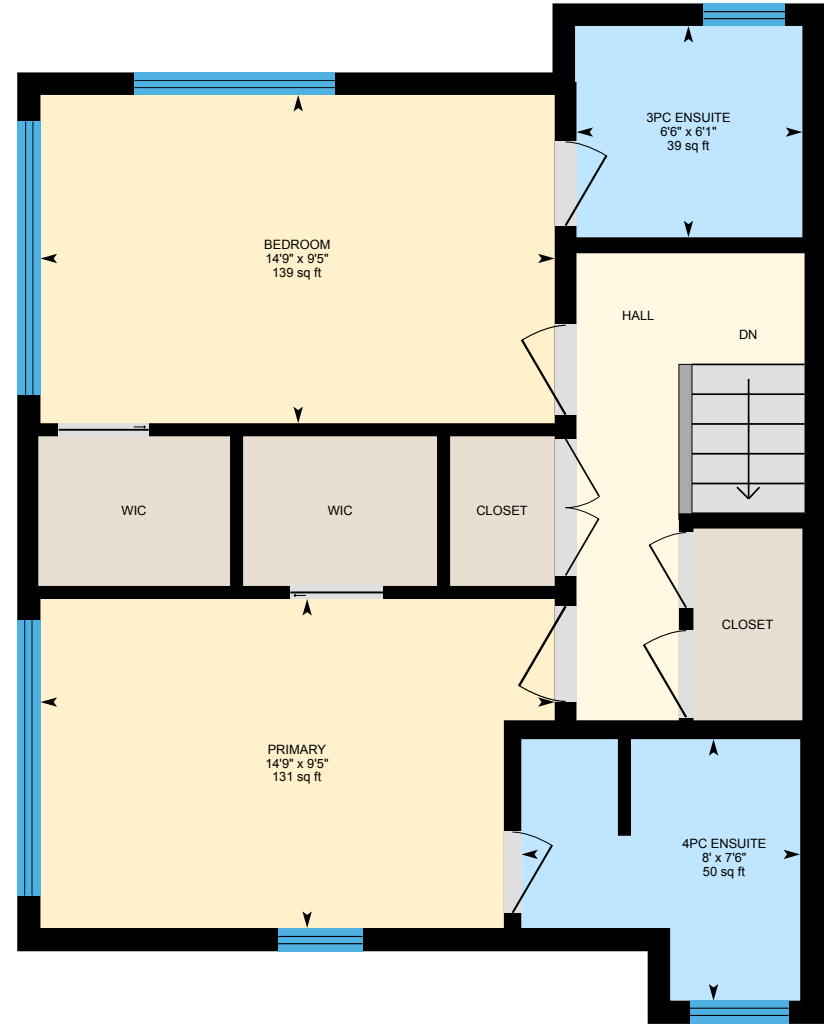 3PC ENSUITE
6'6" x 6'1"
39 sq ft
BEDROOM
14'9" x 9'5"
139 sq ft
HALL
DN
WIC
WIC
CLOSET
CLOSET
PRIMARY
14'9" x 9'5"
131 sq ft
4PC ENSUITE
8' x 7'6"
50 sq ft